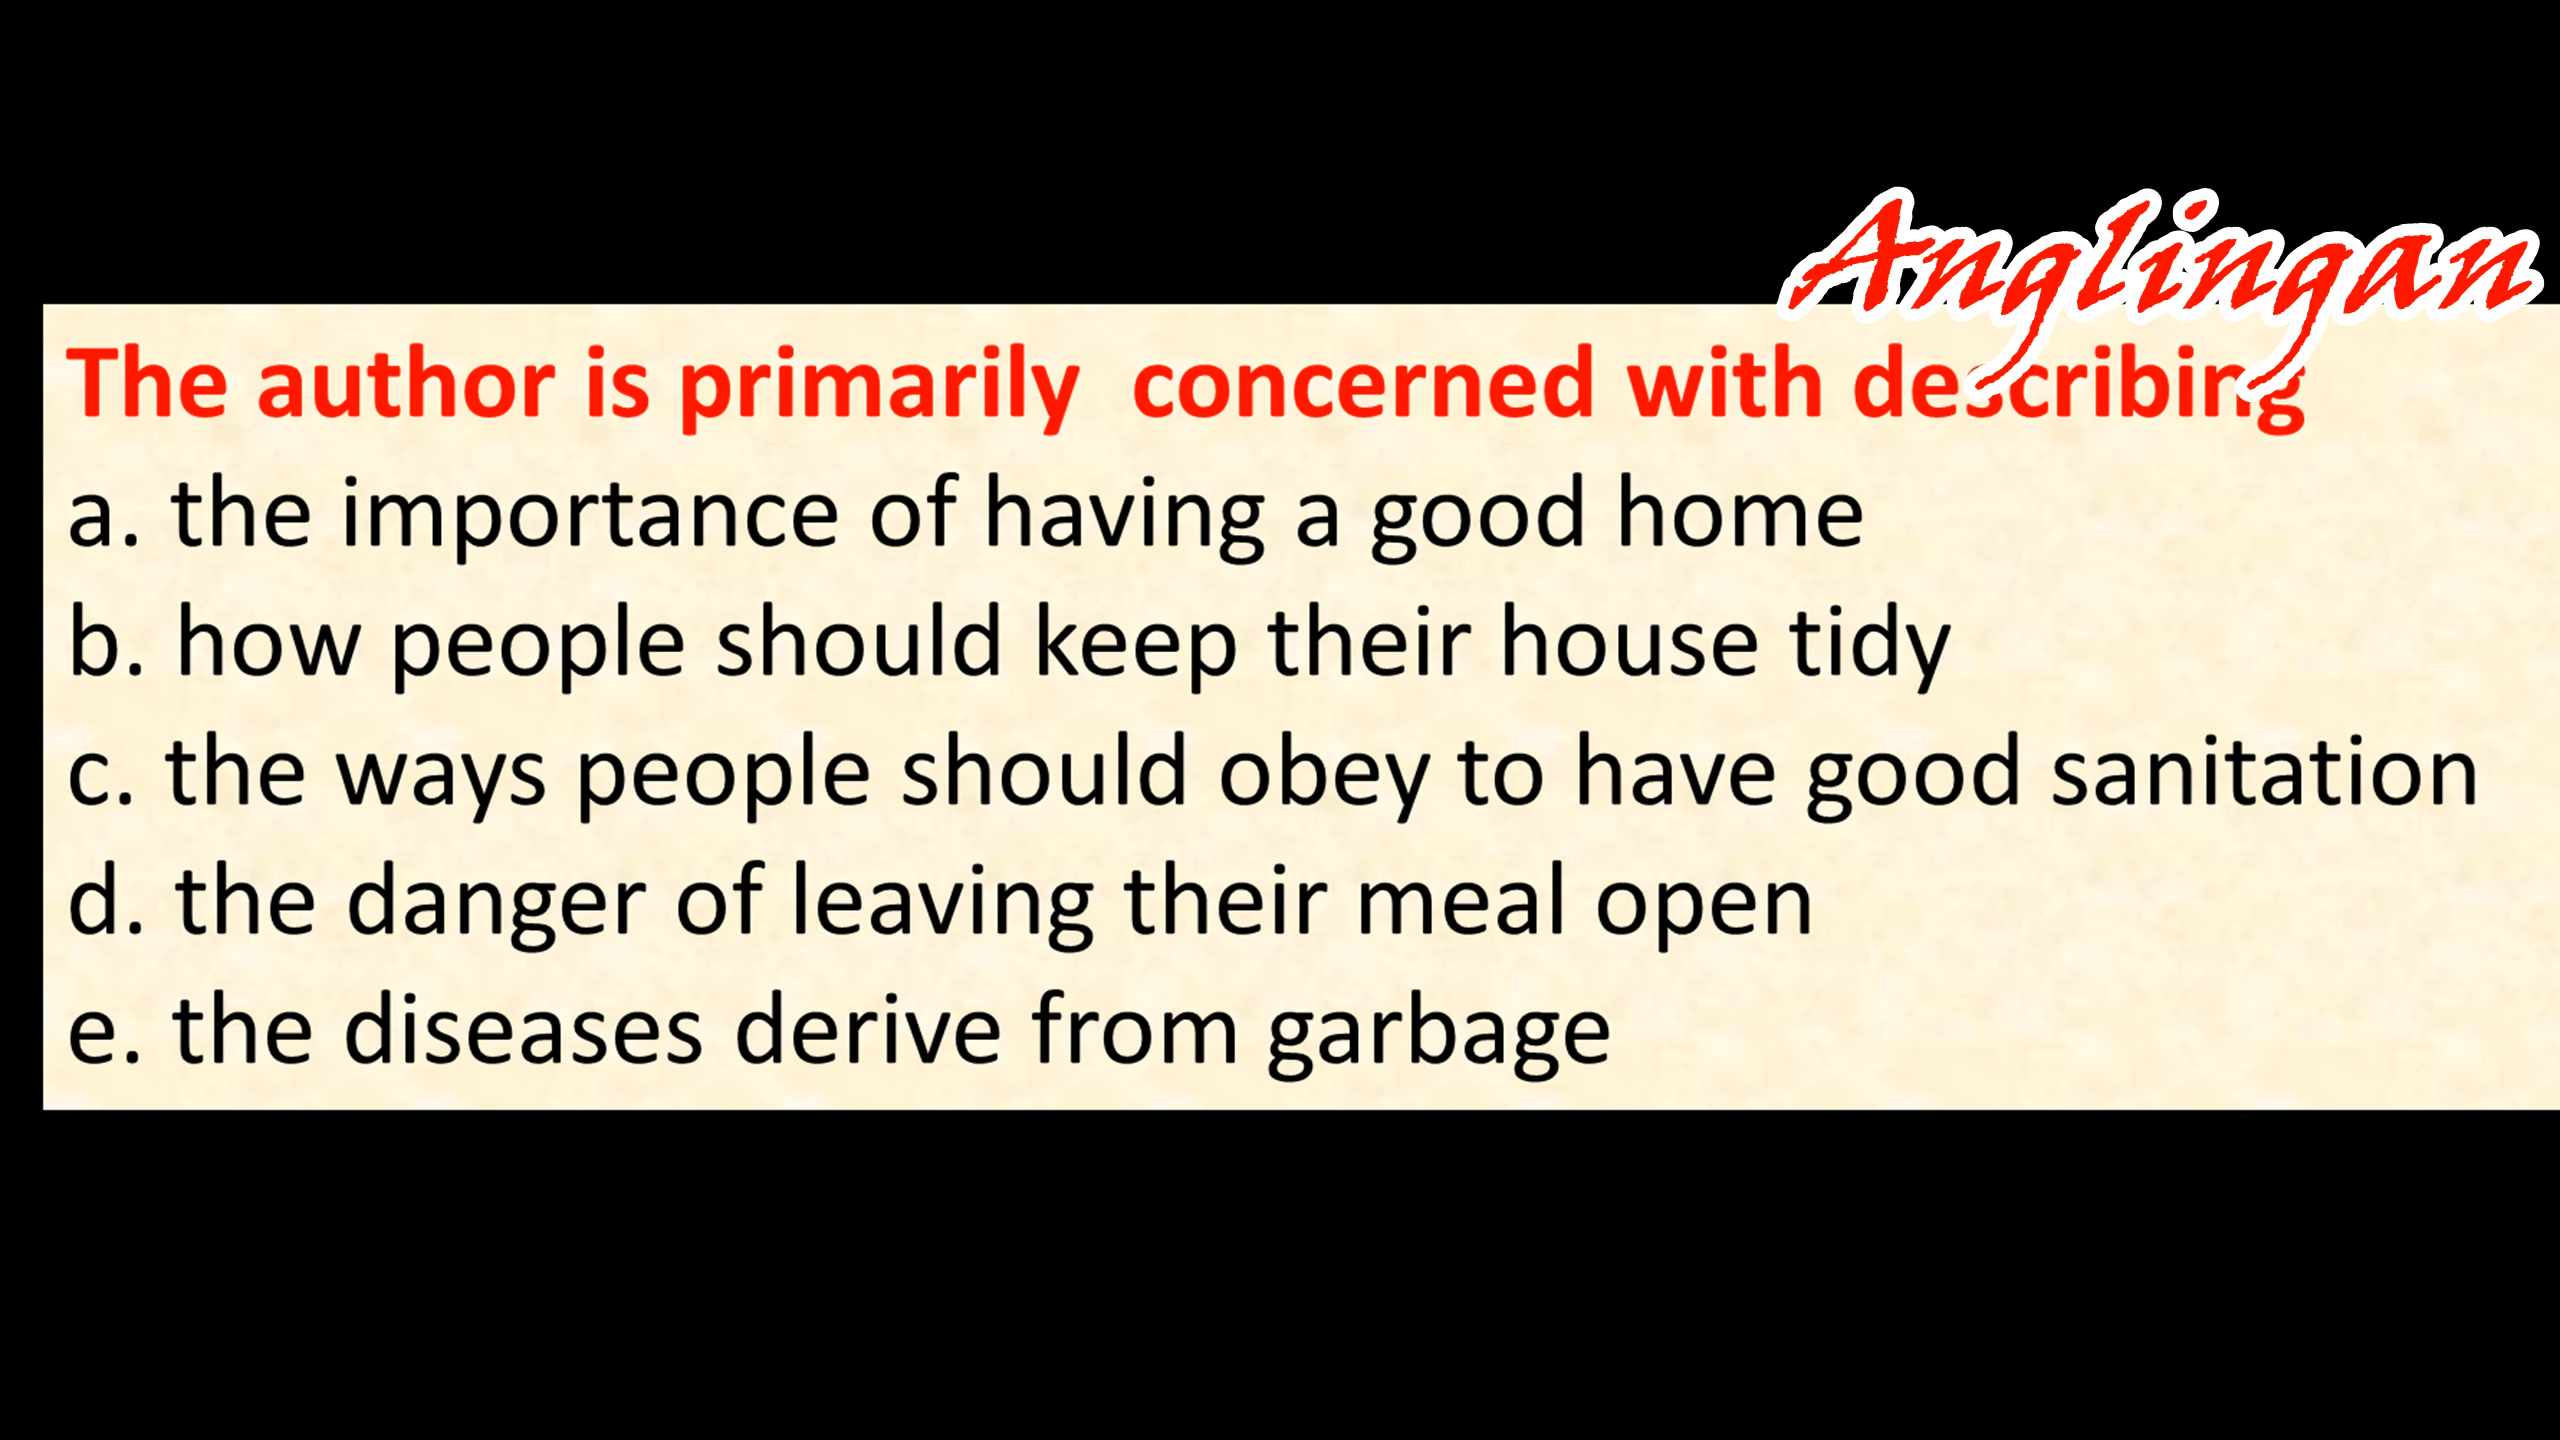 Anglingan
The author is primarily concerned with describing
a. the importance of having a good home
b. how people should keep their house tidy
c. the ways people should obey to have good sanitation
d. the danger of leaving their meal open
e. the diseases derive from garbage